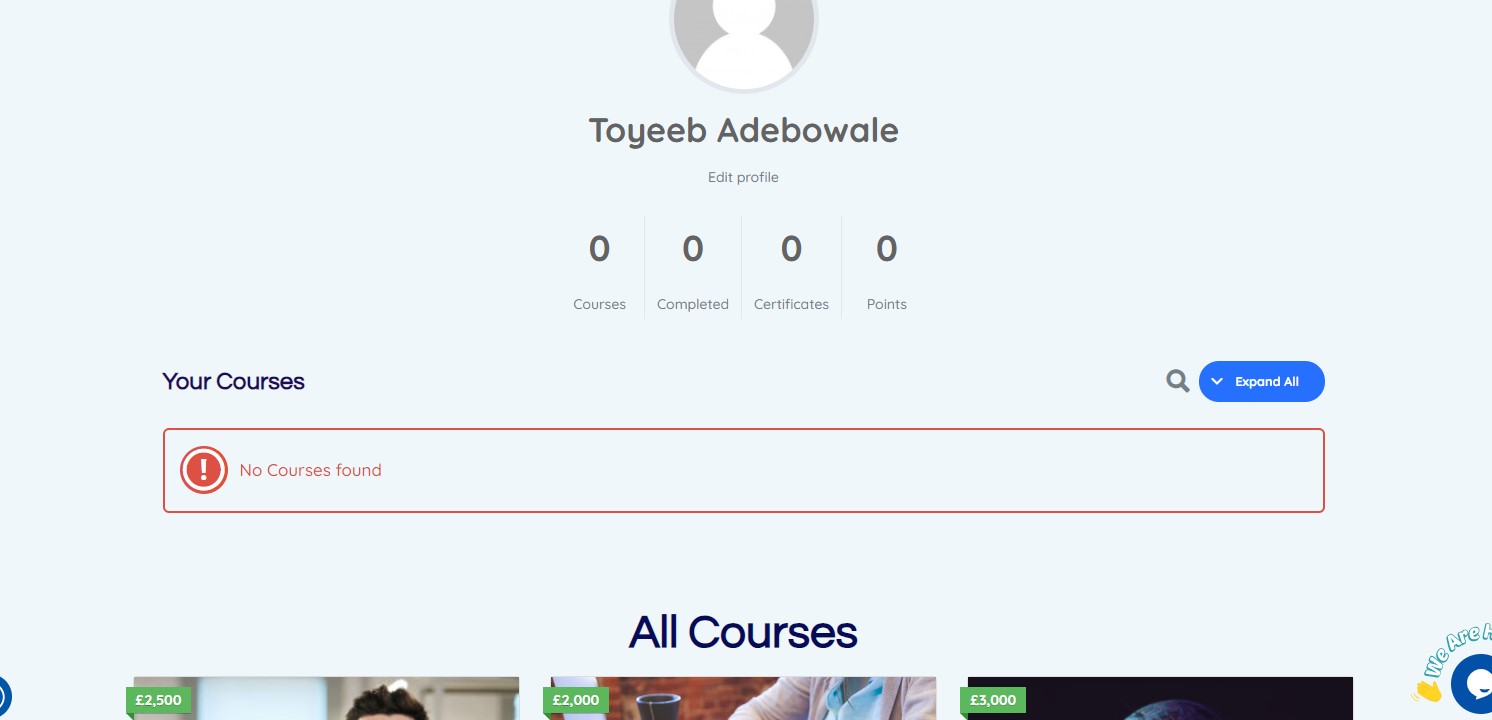 Toyeeb Adebowale
Edit profile
0 0 0 0
Courses Completed Certificates Points
Your Courses
Expand All
No Courses found
All Courses
We Are
£2,500 £2,000 £3,000